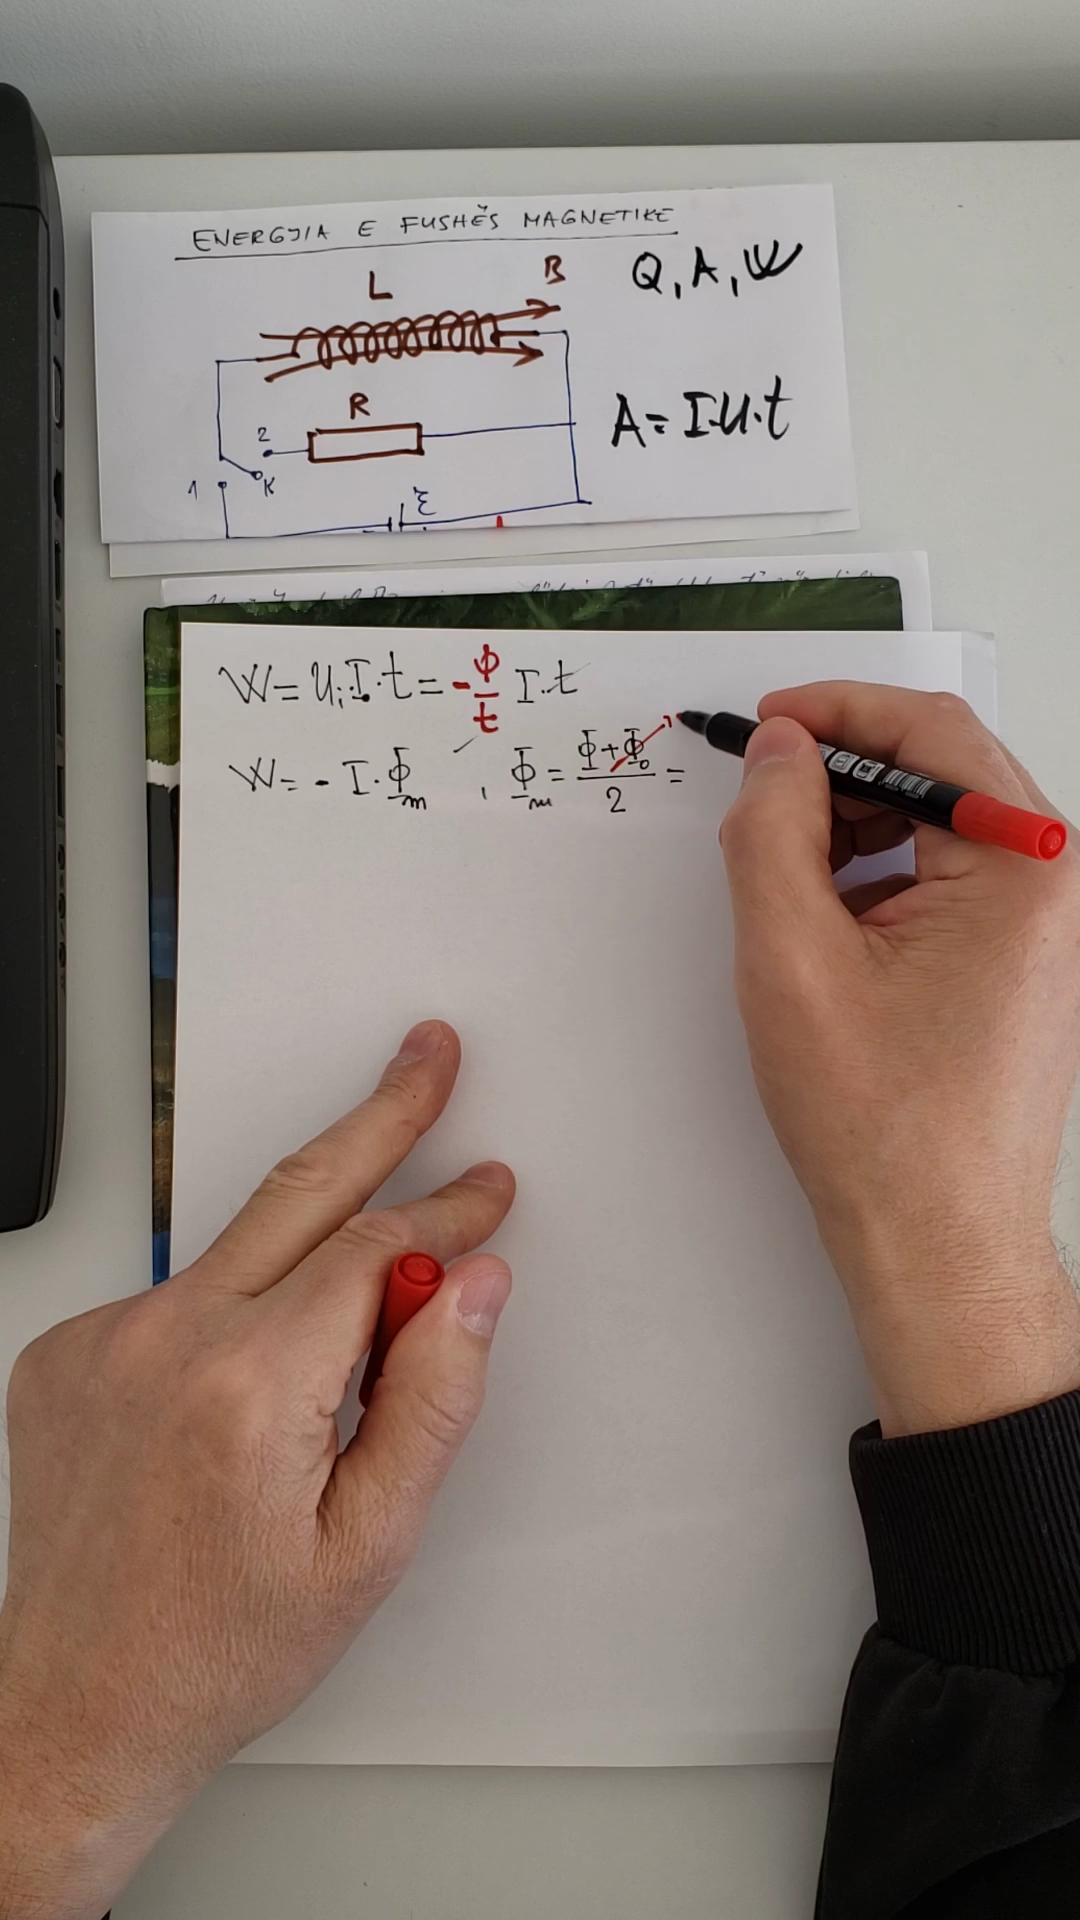 ENERGJIA E FUSHËS MAGNETIKE
L
B
Q, A, W
R
A = I·U·t
2
1
K
ε
W = Uᵢ·I·t = -Φ/t I·t
W = - I·Φm , Φm = (Φ+Φ₀)/2 =